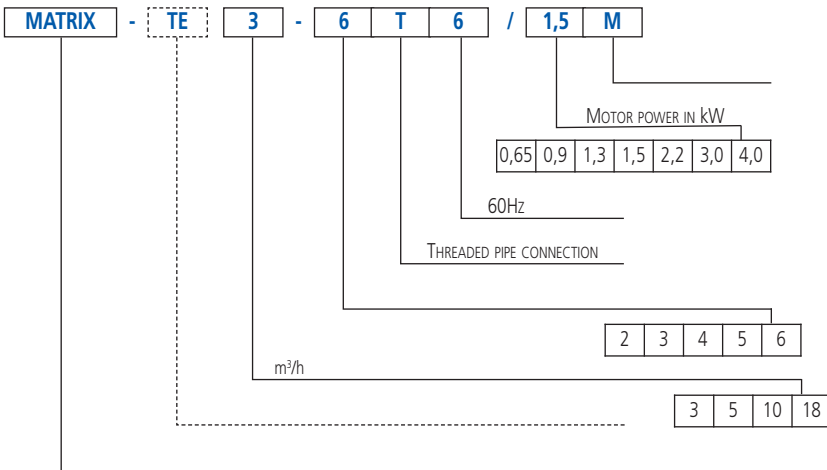 MATRIX - TE 3 - 6 T 6 / 1,5 M
MOTOR POWER IN kW
0,65 0,9 1,3 1,5 2,2 3,0 4,0
60Hz
THREADED PIPE CONNECTION
2 3 4 5 6
m³/h
3 5 10 18